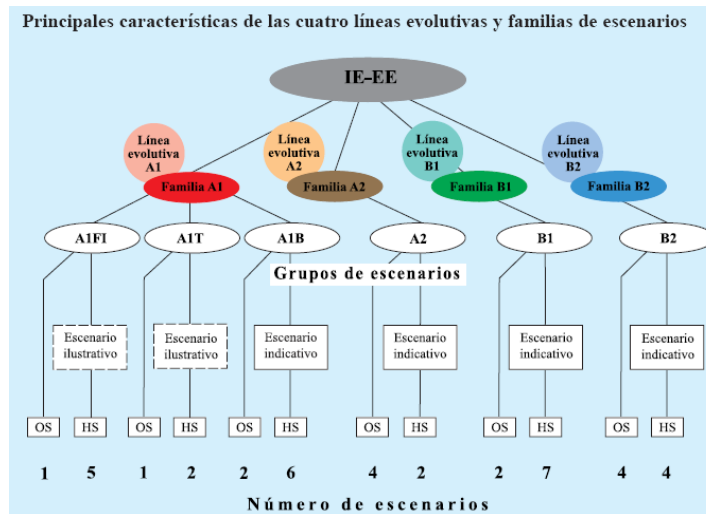 Principales características de las cuatro líneas evolutivas y familias de escenarios
IE-EE
Línea
evolutiva
A1
Línea
evolutiva
A2
Línea
evolutiva
B1
Línea
evolutiva
B2
Familia A1
Familia A2
Familia B1
Familia B2
A1FI
A1T
A1B
A2
B1
B2
Grupos de escenarios
Escenario
ilustrativo
Escenario
ilustrativo
Escenario
indicativo
Escenario
indicativo
Escenario
indicativo
Escenario
indicativo
OS HS OS HS OS HS OS HS OS HS OS HS
1 5 1 2 2 6 4 2 2 7 4 4
Número de escenarios